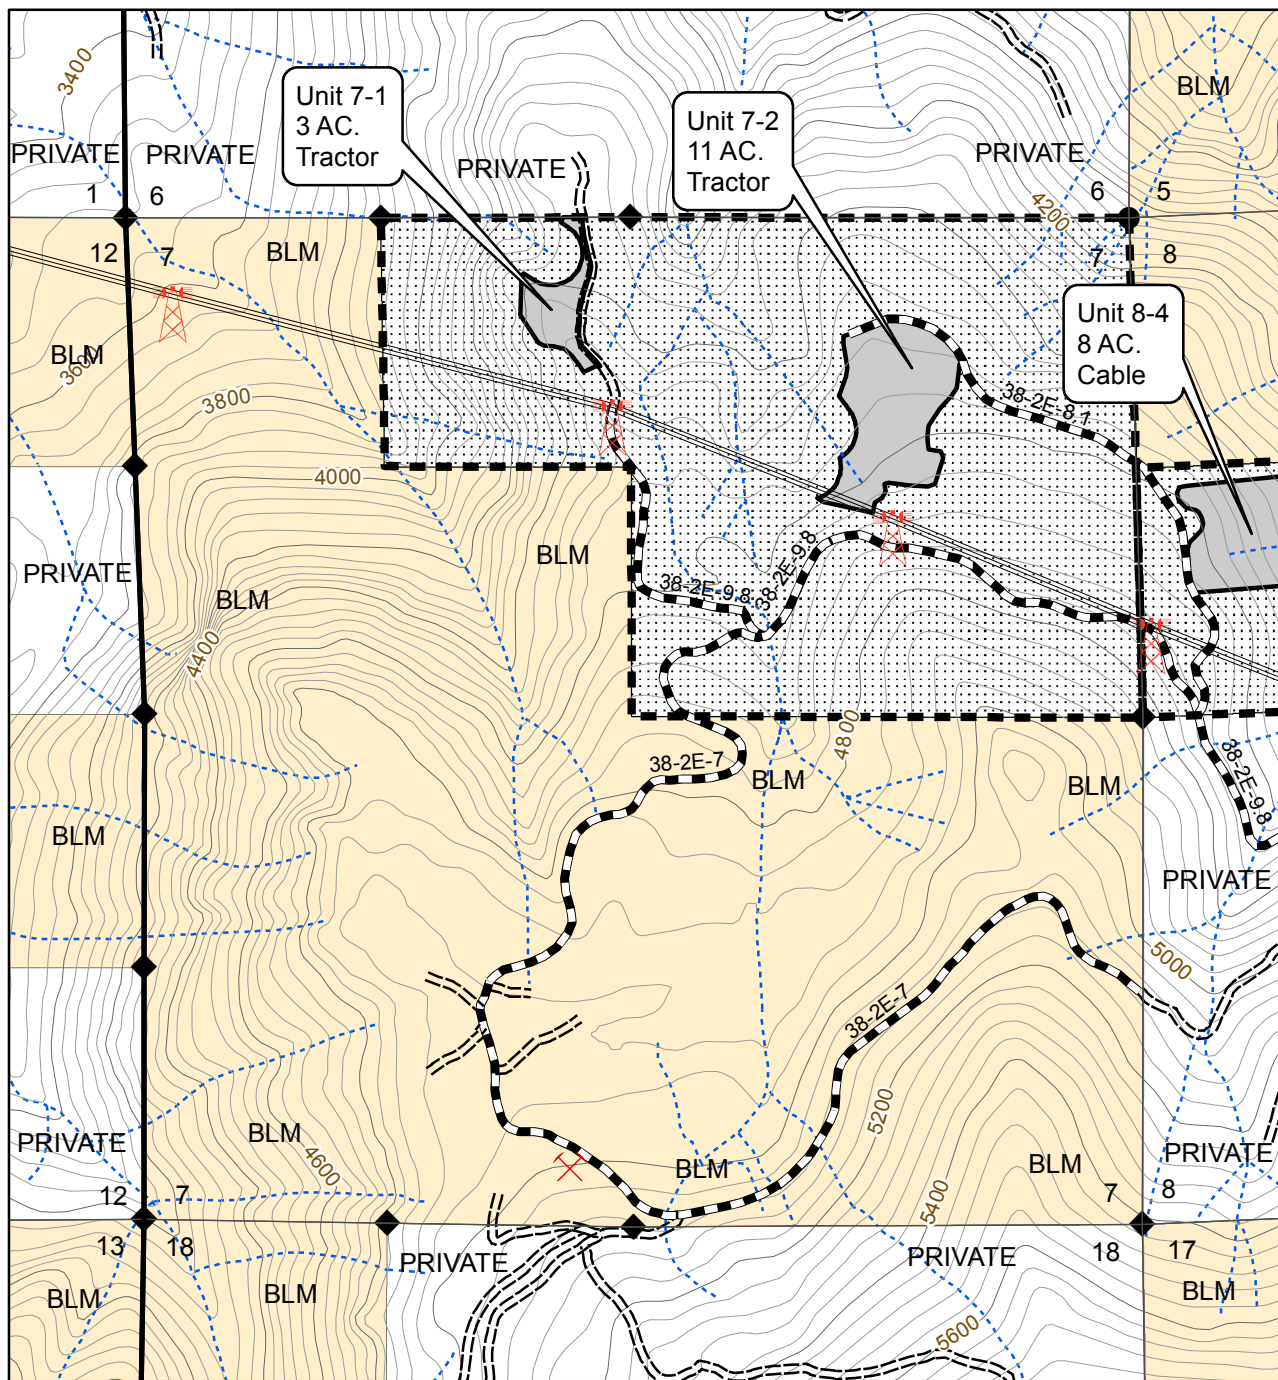 3400
BLM
Unit 7-1
3 AC.
Tractor
Unit 7-2
11 AC.
Tractor
PRIVATE
PRIVATE
PRIVATE
PRIVATE
1
6
6
5
4200
12
7
BLM
7
8
Unit 8-4
8 AC.
Cable
BLM
3600
3800
38-2E-8.1
4000
BLM
PRIVATE
BLM
38-2E-9.8
38-2E-9.8
4400
4800
38-2E-7
BLM
BLM
38-2E-9.8
BLM
PRIVATE
5000
38-2E-7
5200
PRIVATE
BLM
4600
BLM
BLM
PRIVATE
12
7
7
8
5400
13
18
PRIVATE
PRIVATE
18
17
BLM
BLM
BLM
5600